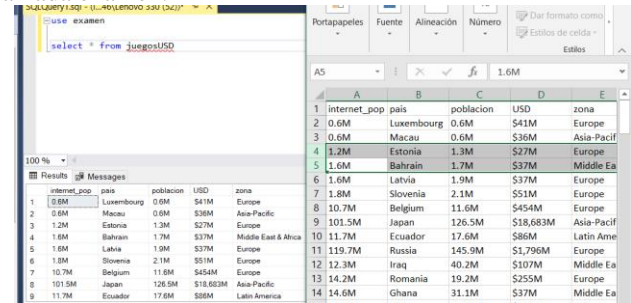 SQLQuery1.sql - (l...46\Lenovo 330 (52))*
use examen
select * from juegosUSD
100 %
Results Messages
internet_pop pais poblacion USD zona
1 0.6M Luxembourg 0.6M $41M Europe
2 0.6M Macau 0.6M $36M Asia-Pacific
3 1.2M Estonia 1.3M $27M Europe
4 1.6M Bahrain 1.7M $37M Middle East & Africa
5 1.6M Latvia 1.9M $37M Europe
6 1.8M Slovenia 2.1M $51M Europe
7 10.7M Belgium 11.6M $454M Europe
8 101.5M Japan 126.5M $18,683M Asia-Pacific
9 11.7M Ecuador 17.6M $86M Latin America
Portapapeles Fuente Alineación Número
Dar formato como
Estilos de celda
Estilos
A5 fx 1.6M
A B C D E
1 internet_pop pais poblacion USD zona
2 0.6M Luxembourg 0.6M $41M Europe
3 0.6M Macau 0.6M $36M Asia-Pacif
4 1.2M Estonia 1.3M $27M Europe
5 1.6M Bahrain 1.7M $37M Middle Ea
6 1.6M Latvia 1.9M $37M Europe
7 1.8M Slovenia 2.1M $51M Europe
8 10.7M Belgium 11.6M $454M Europe
9 101.5M Japan 126.5M $18,683M Asia-Pacif
10 11.7M Ecuador 17.6M $86M Latin Ame
11 119.7M Russia 145.9M $1,796M Europe
12 12.3M Iraq 40.2M $107M Middle Ea
13 14.2M Romania 19.2M $255M Europe
14 14.6M Ghana 31.1M $37M Middle Ea